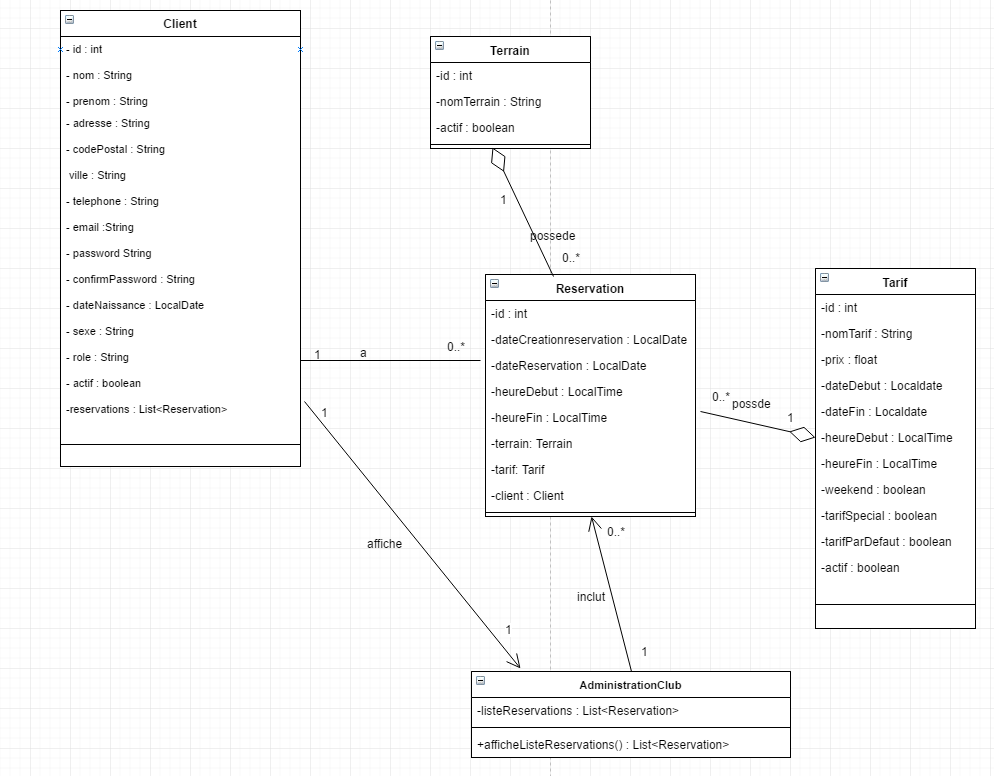 Client
- id : int
- nom : String
- prenom : String
- adresse : String
- codePostal : String
ville : String
- telephone : String
- email :String
- password String
- confirmPassword : String
- dateNaissance : LocalDate
- sexe : String
- role : String
- actif : boolean
-reservations : List<Reservation>
Terrain
-id : int
-nomTerrain : String
-actif : boolean
1
possede
0..*
Reservation
-id : int
-dateCreationreservation : LocalDate
-dateReservation : LocalDate
-heureDebut : LocalTime
-heureFin : LocalTime
-terrain: Terrain
-tarif: Tarif
-client : Client
1
a
0..*
Tarif
-id : int
-nomTarif : String
-prix : float
-dateDebut : Localdate
-dateFin : Localdate
-heureDebut : LocalTime
-heureFin : LocalTime
-weekend : boolean
-tarifSpecial : boolean
-tarifParDefaut : boolean
-actif : boolean
0..*
possde
1
1
affiche
1
0..*
inclut
1
AdministrationClub
-listeReservations : List<Reservation>
+afficheListeReservations() : List<Reservation>